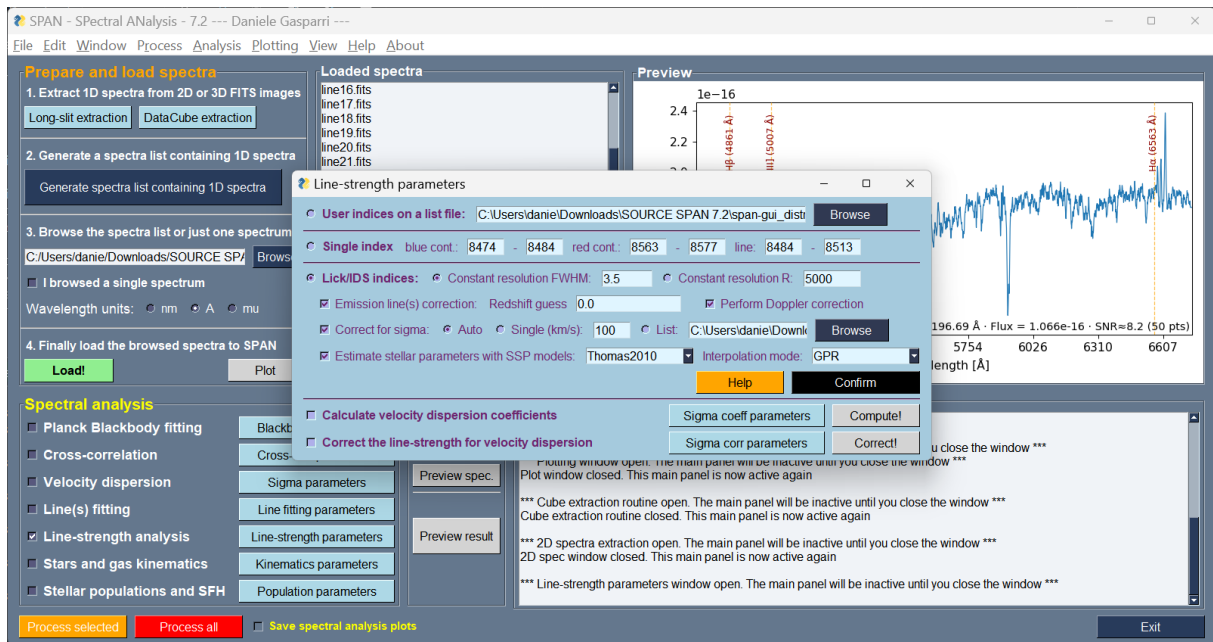 SPAN - SPectral ANalysis - 7.2 --- Daniele Gasparri ---
File Edit Window Process Analysis Plotting View Help About
Prepare and load spectra
1. Extract 1D spectra from 2D or 3D FITS images
Long-slit extraction DataCube extraction
2. Generate a spectra list containing 1D spectra
Generate spectra list containing 1D spectra
3. Browse the spectra list or just one spectrum
C:/Users/danie/Downloads/SOURCE SPA Brows
I browsed a single spectrum
Wavelength units: nm A mu
4. Finally load the browsed spectra to SPAN
Load! Plot
Loaded spectra
line16.fits
line17.fits
line18.fits
line19.fits
line20.fits
line21.fits
Preview
1e−16
2.4
2.2
Hβ (4861 Å)
(5007 Å)
Hα (6563 Å)
196.69 Å · Flux = 1.066e-16 · SNR≈8.2 (50 pts)
5754 6026 6310 6607
length [Å]
Line-strength parameters
User indices on a list file: C:\Users\danie\Downloads\SOURCE SPAN 7.2\span-gui_distr Browse
Single index blue cont.: 8474 - 8484 red cont.: 8563 - 8577 line: 8484 - 8513
Lick/IDS indices: Constant resolution FWHM: 3.5 Constant resolution R: 5000
Emission line(s) correction: Redshift guess 0.0 Perform Doppler correction
Correct for sigma: Auto Single (km/s): 100 List: C:\Users\danie\Downl Browse
Estimate stellar parameters with SSP models: Thomas2010 Interpolation mode: GPR
Help Confirm
Calculate velocity dispersion coefficients Sigma coeff parameters Compute!
Correct the line-strength for velocity dispersion Sigma corr parameters Correct!
Spectral analysis
Planck Blackbody fitting Blackb
Cross-correlation Cross-
Velocity dispersion Sigma parameters
Line(s) fitting Line fitting parameters
Line-strength analysis Line-strength parameters
Stars and gas kinematics Kinematics parameters
Stellar populations and SFH Population parameters
Preview spec.
Preview result
u close the window ***
Plotting window open. The main panel will be inactive until you close the window ***
Plot window closed. This main panel is now active again
*** Cube extraction routine open. The main panel will be inactive until you close the window ***
Cube extraction routine closed. This main panel is now active again
*** 2D spectra extraction open. The main panel will be inactive until you close the window ***
2D spec window closed. This main panel is now active again
*** Line-strength parameters window open. The main panel will be inactive until you close the window ***
Process selected Process all Save spectral analysis plots Exit